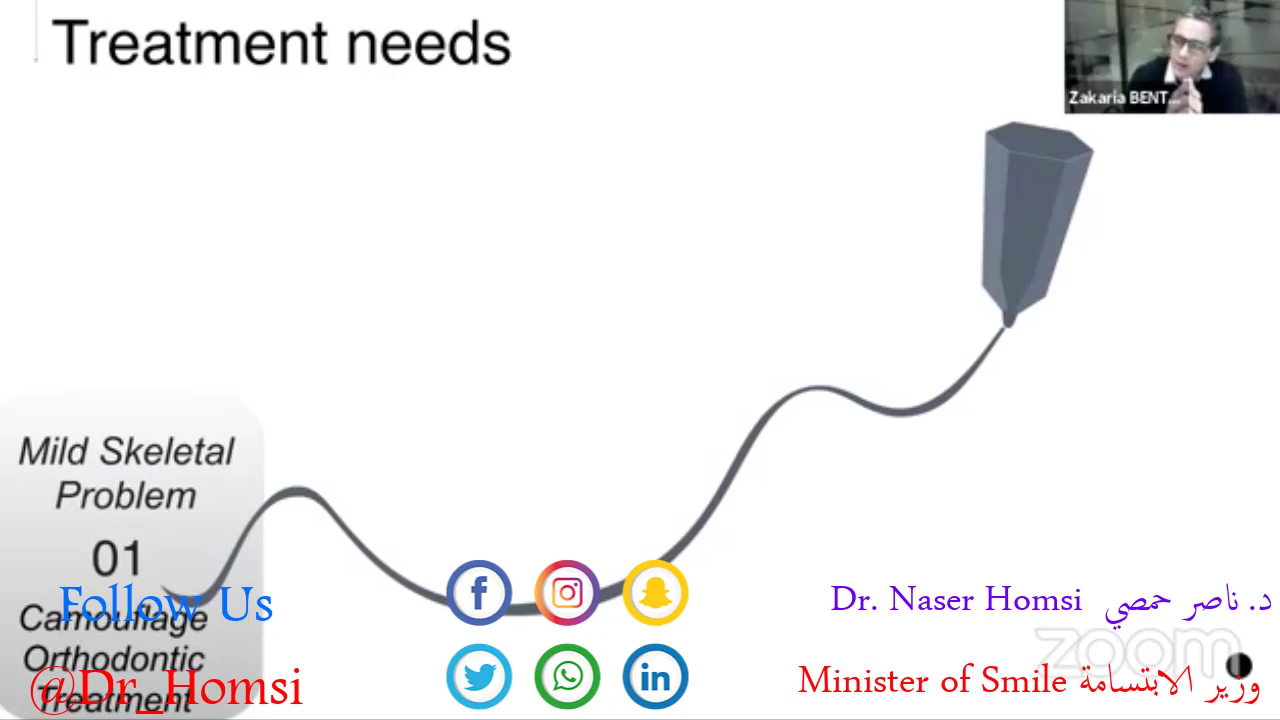 Treatment needs
Zakaria BENT...
Mild Skeletal
Problem
01
Camouflage
Orthodontic
Treatment
Follow Us
@Dr_Homsi
Dr. Naser Homsi د. ناصر حمصي
zoom
Minister of Smile وزير الابتسامة